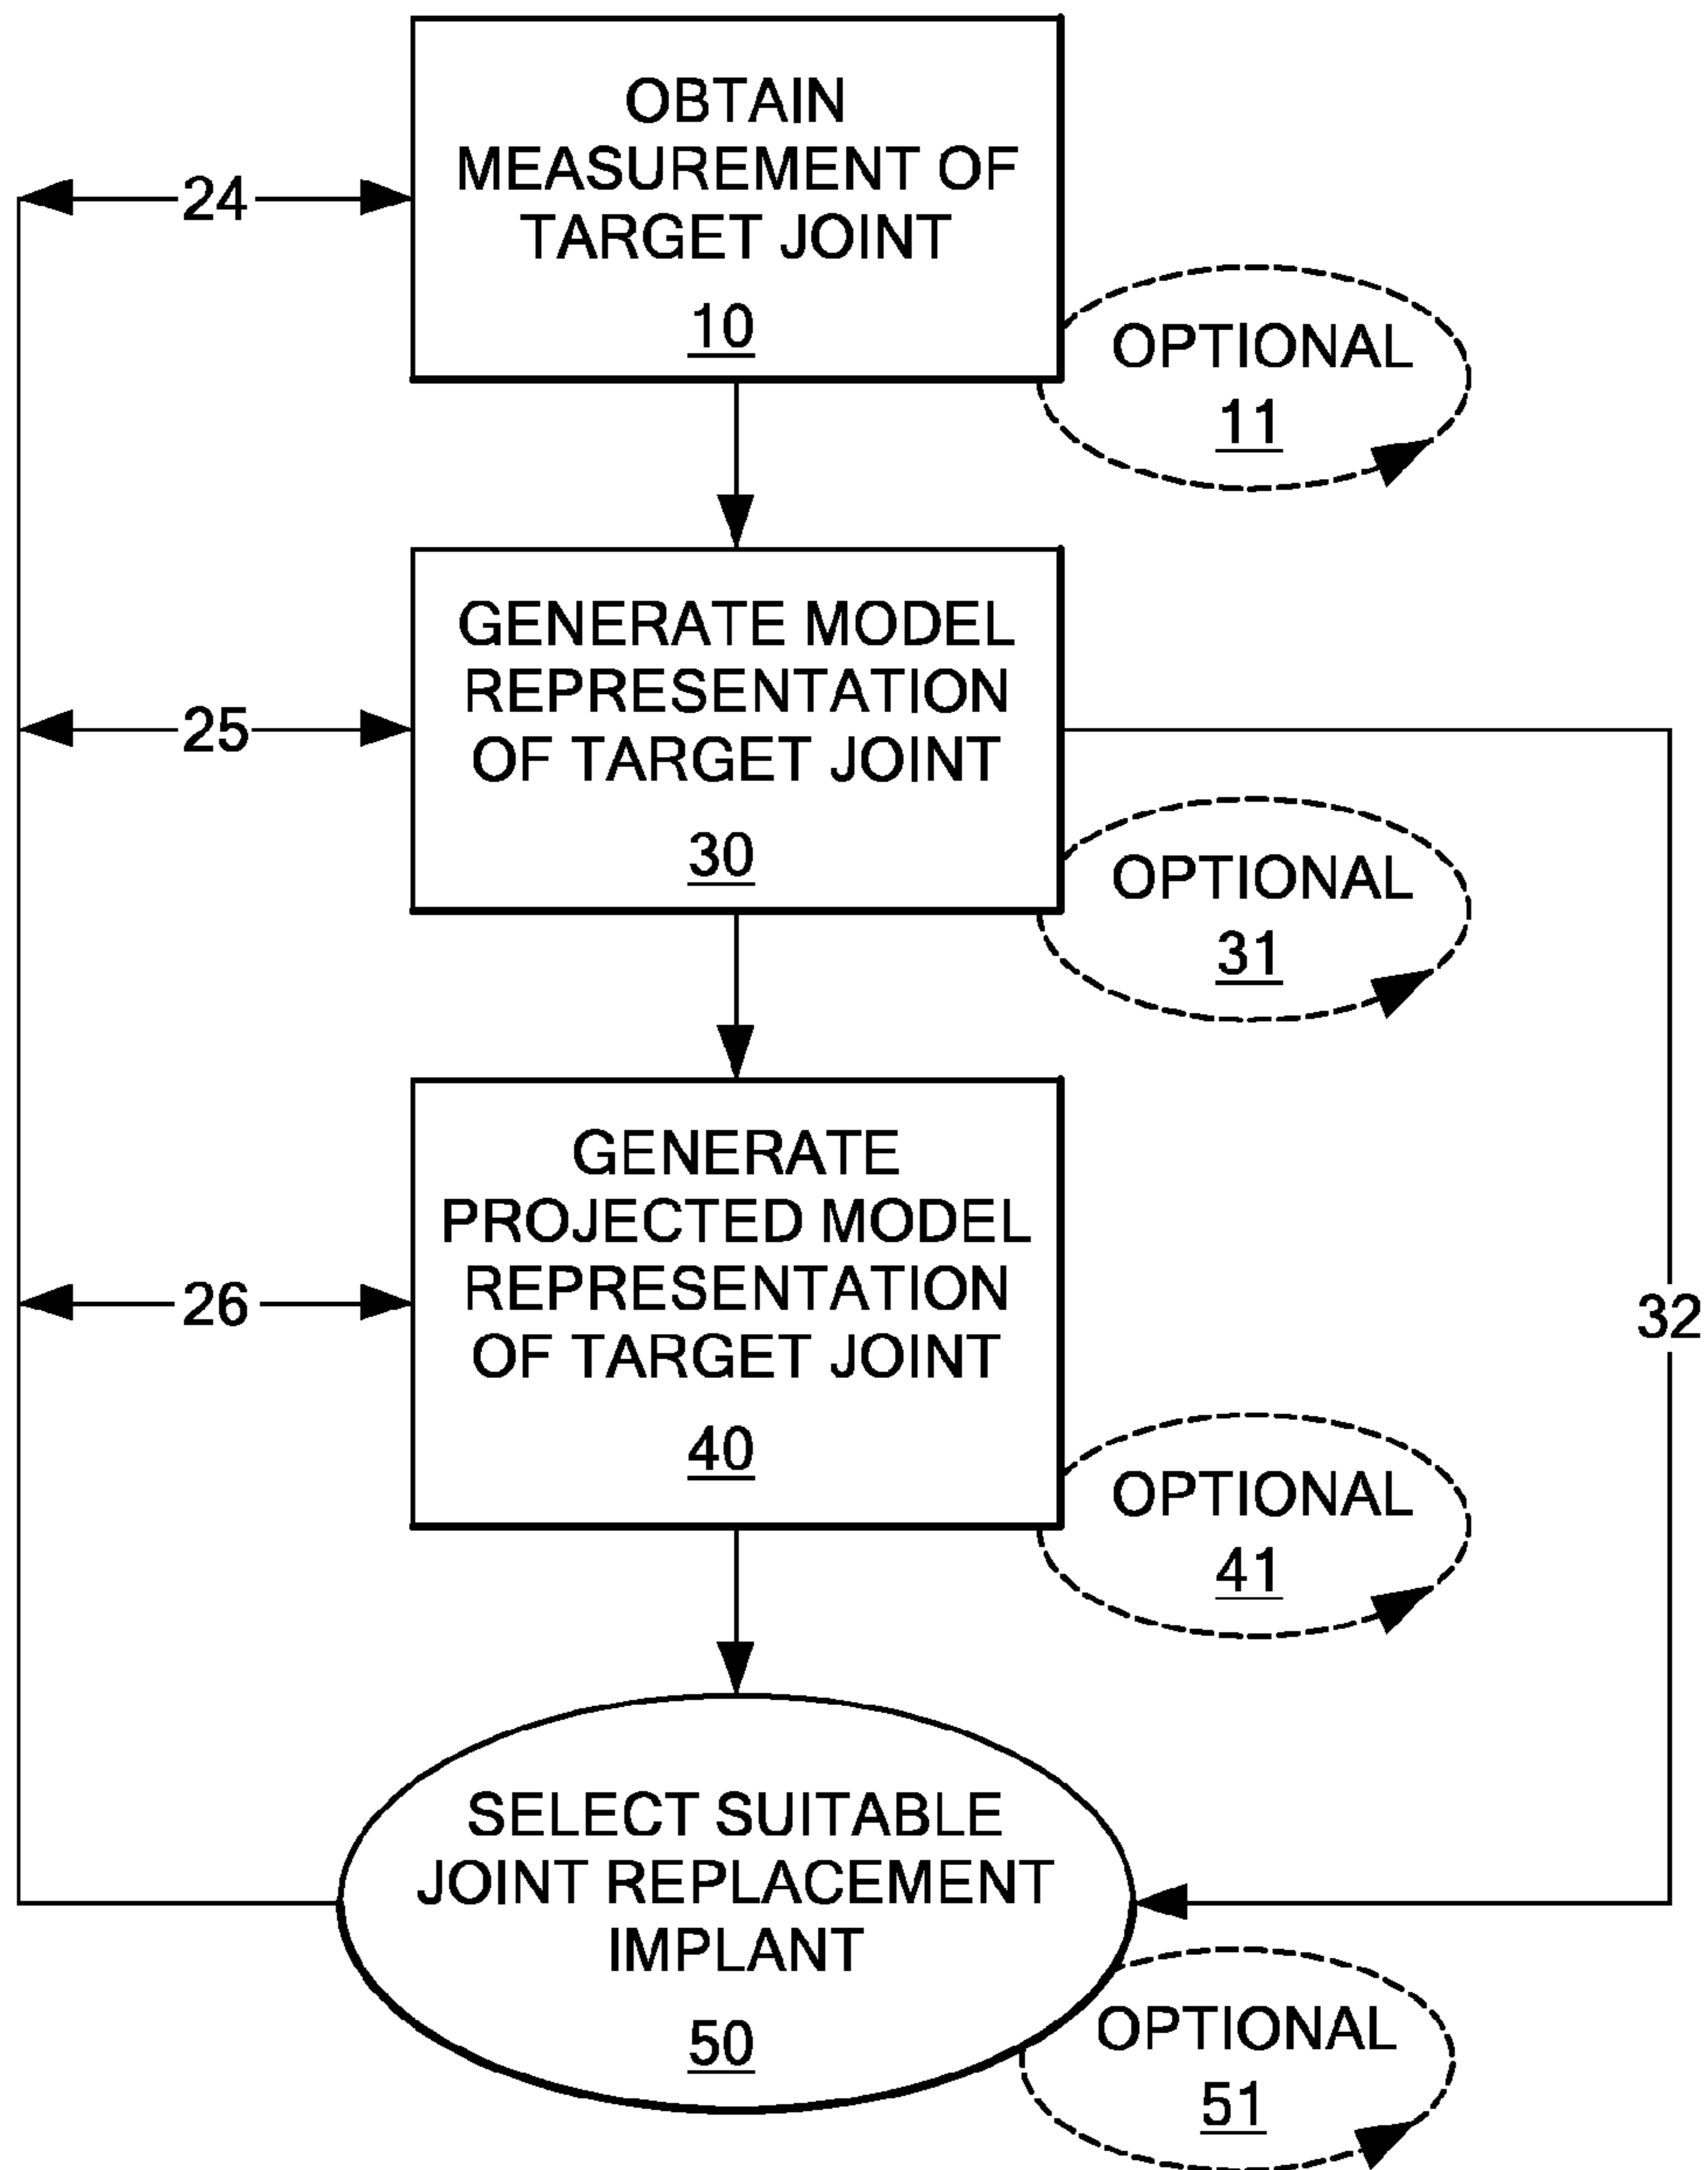 OBTAIN
MEASUREMENT OF
TARGET JOINT
10
24
OPTIONAL
11
GENERATE MODEL
REPRESENTATION
OF TARGET JOINT
30
25
OPTIONAL
31
GENERATE
PROJECTED MODEL
REPRESENTATION
OF TARGET JOINT
40
26
32
OPTIONAL
41
SELECT SUITABLE
JOINT REPLACEMENT
IMPLANT
50
OPTIONAL
51